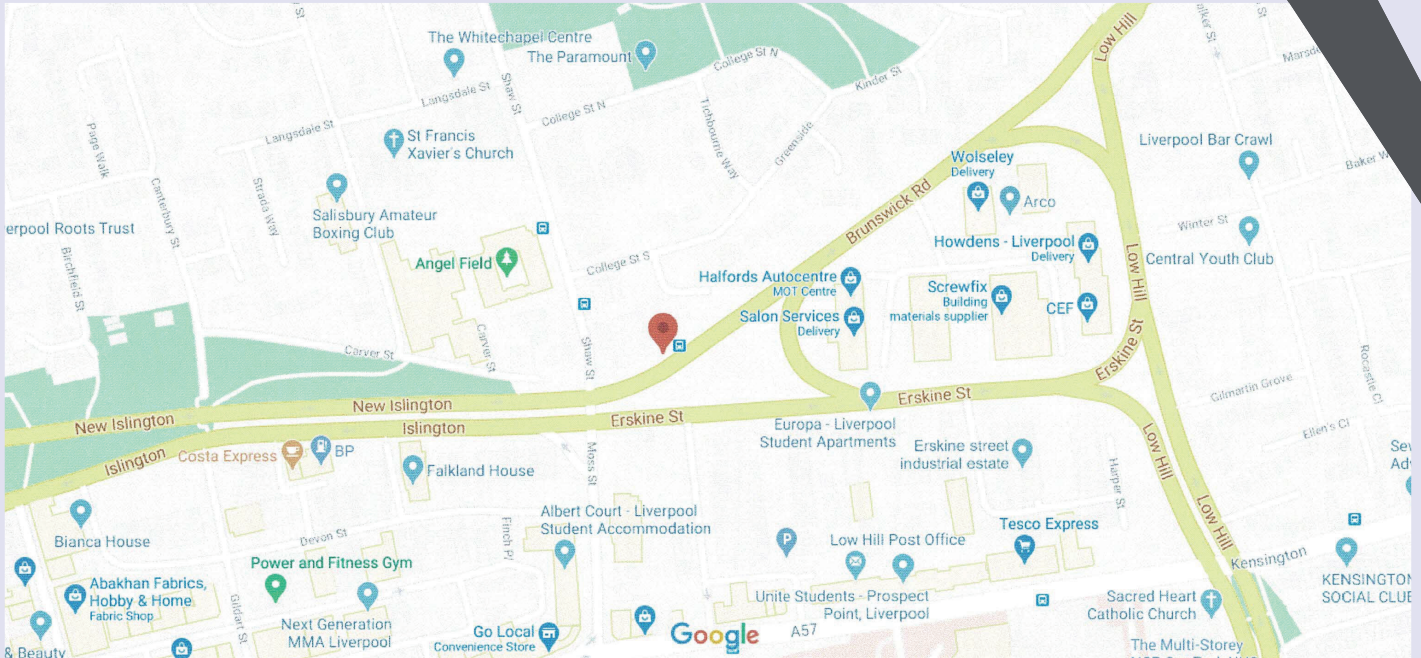 St
The Whitechapel Centre
The Paramount
College St N
Low Hill
St
Marsde
Kinder St
Shaw St
Langsdale St
College St N
Tichbourne Way
Greenside
Page Walk
Langsdale St
St Francis
Xavier's Church
Liverpool Bar Crawl
Baker W
Wolseley
Delivery
Arco
Canterbury St
Strada Way
Salisbury Amateur
Boxing Club
Brunswick Rd
Winter St
erpool Roots Trust
Birchfield St
Angel Field
College St S
Howdens - Liverpool
Delivery
Low Hill
Central Youth Club
Halfords Autocentre
MOT Centre
Screwfix
Building
materials supplier
CEF
Salon Services
Delivery
Carver St
Carver St
Shaw St
Erskine St
Rocastle Cl
Gilmartin Grove
New Islington
New Islington
Erskine St
Erskine St
Islington
Islington
Europa - Liverpool
Student Apartments
Ellen's Cl
Costa Express
BP
Falkland House
Moss St
Erskine street
industrial estate
Low Hill
Harper St
Sev
Adv
Bianca House
Devon St
Finch Pl
Albert Court - Liverpool
Student Accommodation
Low Hill
P
Low Hill Post Office
Tesco Express
Kensington
Power and Fitness Gym
Abakhan Fabrics,
Hobby & Home
Fabric Shop
Gildart St
Next Generation
MMA Liverpool
Unite Students - Prospect
Point, Liverpool
Sacred Heart
Catholic Church
KENSINGTON
SOCIAL CLUB
Go Local
Convenience Store
Google
A57
The Multi-Storey
& Beauty